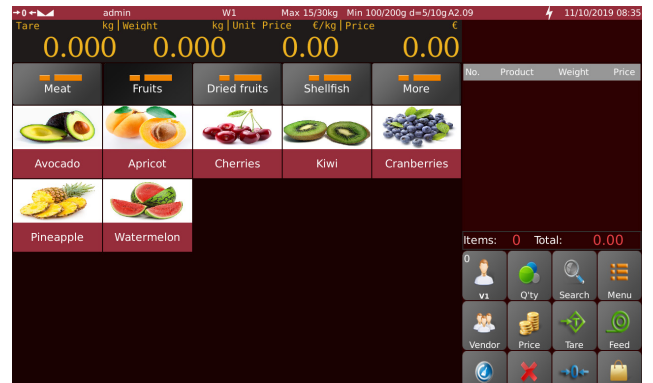 →0← admin W1 Max 15/30kg Min 100/200g d=5/10g A2.09 11/10/2019 08:35
Tare kg Weight kg Unit Price €/kg Price €
0.000 0.000 0.00 0.00
Meat Fruits Dried fruits Shellfish More
No. Product Weight Price
Avocado Apricot Cherries Kiwi Cranberries
Pineapple Watermelon
Items: 0 Total: 0.00
0
V1 Q'ty Search Menu
T
Vendor Price Tare Feed
→0←